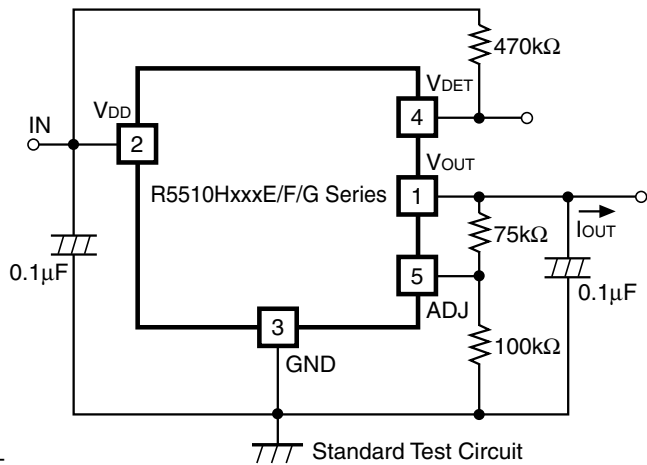 470kΩ
VDET
4
IN
VDD
2
VOUT
R5510HxxxE/F/G Series
1
IOUT
75kΩ
0.1μF
5
ADJ
0.1μF
3
GND
100kΩ
Standard Test Circuit